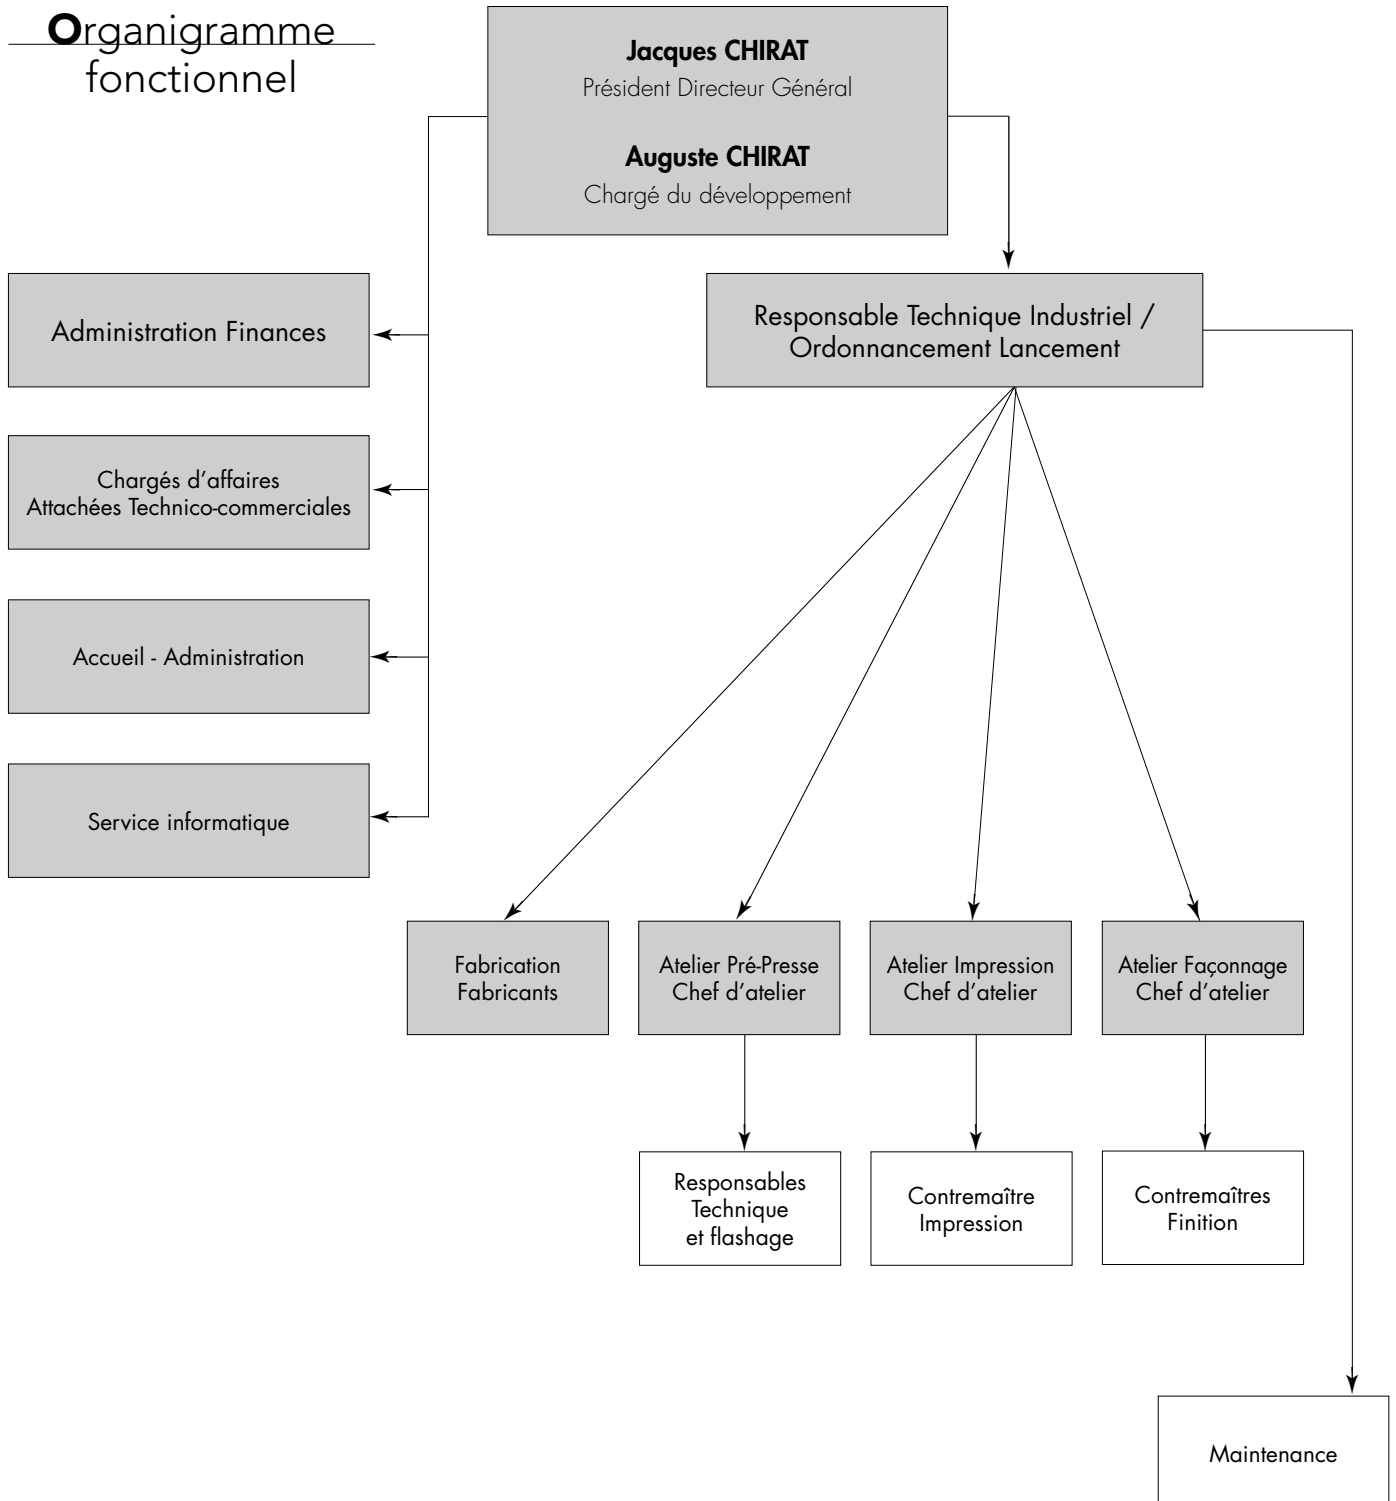 Organigramme
fonctionnel
Jacques CHIRAT
Président Directeur Général
Auguste CHIRAT
Chargé du développement
Administration Finances
Responsable Technique Industriel /
Ordonnancement Lancement
Chargés d’affaires
Attachées Technico-commerciales
Accueil - Administration
Service informatique
Fabrication
Fabricants
Atelier Pré-Presse
Chef d’atelier
Atelier Impression
Chef d’atelier
Atelier Façonnage
Chef d’atelier
Responsables
Technique
et flashage
Contremaître
Impression
Contremaîtres
Finition
Maintenance